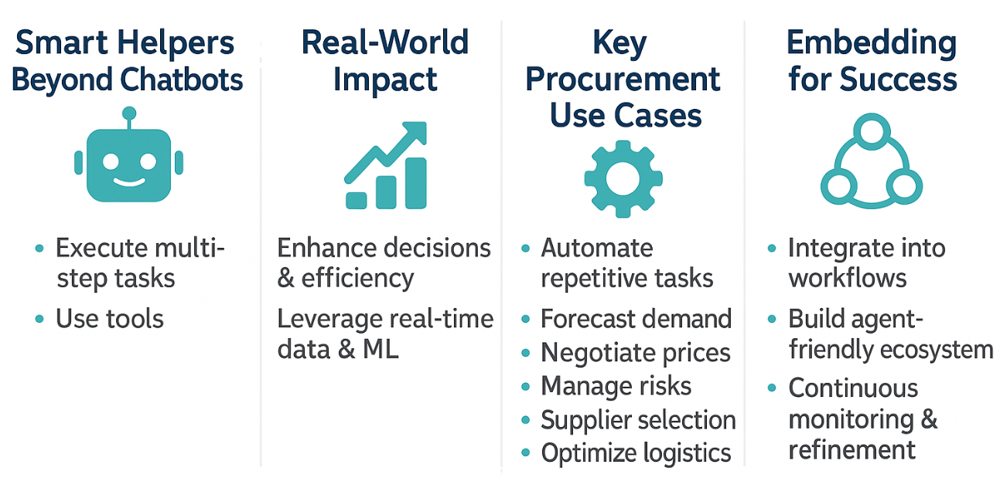 Smart Helpers
Beyond Chatbots
• Execute multi-
step tasks
• Use tools
Real-World
Impact
Enhance decisions
& efficiency
Leverage real-time
data & ML
Key
Procurement
Use Cases
• Automate
repetitive tasks
• Forecast demand
• Negotiate prices
• Manage risks
• Supplier selection
• Optimize logistics
Embedding
for Success
• Integrate into
workflows
• Build agent-
friendly ecosystem
• Continuous
monitoring &
refinement